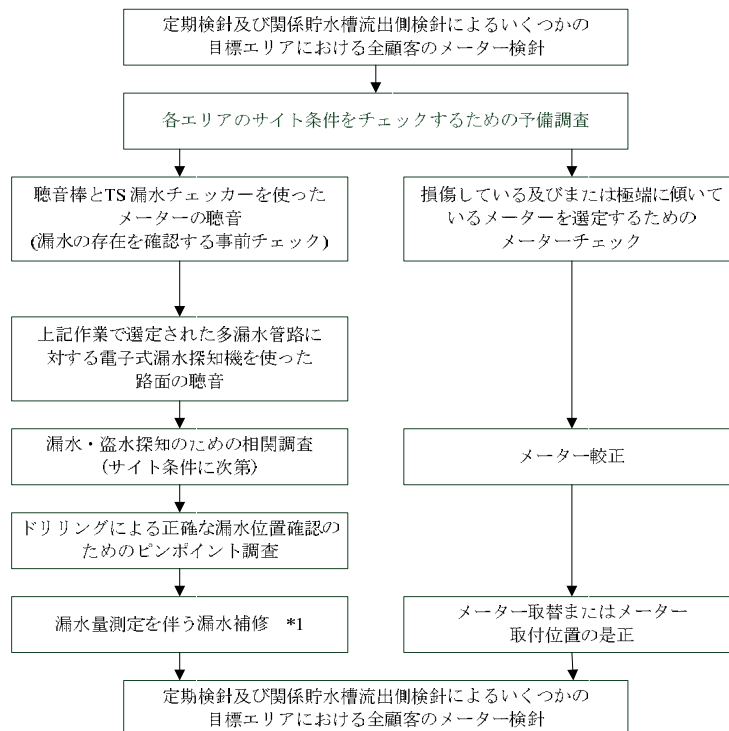 定期検針及び関係貯水槽流出側検針によるいくつかの
目標エリアにおける全顧客のメーター検針
各エリアのサイト条件をチェックするための予備調査
聴音棒とTS漏水チェッカーを使った
メーターの聴音
(漏水の存在を確認する事前チェック)
損傷している及びまたは極端に傾いて
いるメーターを選定するための
メーターチェック
上記作業で選定された多漏水管路に
対する電子式漏水探知機を使った
路面の聴音
漏水・盗水探知のための相関調査
(サイト条件に次第)
メーター較正
ドリリングによる正確な漏水位置確認の
ためのピンポイント調査
漏水量測定を伴う漏水補修 *1
メーター取替またはメーター
取付位置の是正
定期検針及び関係貯水槽流出側検針によるいくつかの
目標エリアにおける全顧客のメーター検針